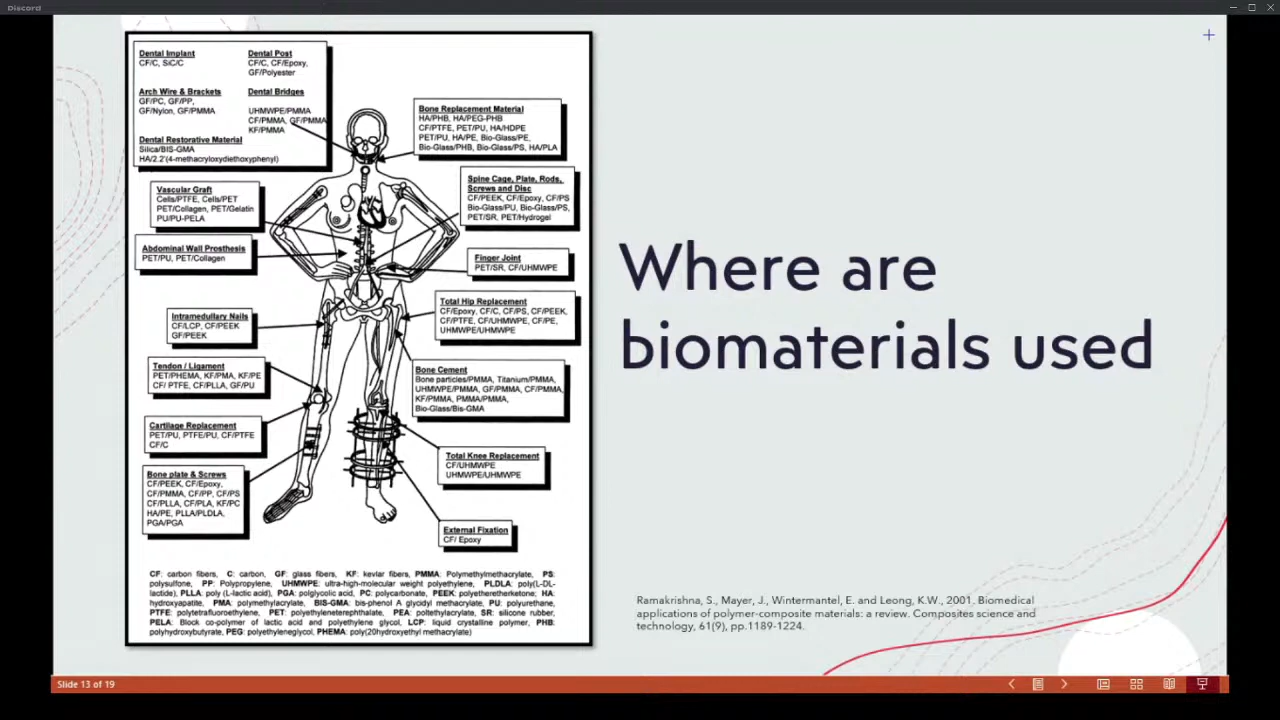 Discord
Dental Implant
CF/C, SiC/C
Dental Post
CF/C, CF/Epoxy,
GF/Polyester
Arch Wire & Brackets
GF/PC, GF/PP,
GF/Nylon, GF/PMMA
Dental Bridges
UHMWPE/PMMA
CF/PMMA, GF/PMMA
KF/PMMA
Dental Restorative Material
Silica/BIS-GMA
HA/2.2'(4-methacryloxydiethoxyphenyl)
Bone Replacement Material
HA/PHB, HA/PEG-PHB
CF/PTFE, PET/PU, HA/HDPE
PET/PU, HA/PE, Bio-Glass/PE,
Bio-Glass/PHB, Bio-Glass/PS, HA/PLA
Vascular Graft
Cells/PTFE, Cells/PET
PET/Collagen, PET/Gelatin
PU/PU-PELA
Spine Cage, Plate, Rods,
Screws and Disc
CF/PEEK, CF/Epoxy, CF/PS
Bio-Glass/PU, Bio-Glass/PS,
PET/SR, PET/Hydrogel
Abdominal Wall Prosthesis
PET/PU, PET/Collagen
Finger Joint
PET/SR, CF/UHMWPE
Intramedullary Nails
CF/LCP, CF/PEEK
GF/PEEK
Total Hip Replacement
CF/Epoxy, CF/C, CF/PS, CF/PEEK,
CF/PTFE, CF/UHMWPE, CF/PE,
UHMWPE/UHMWPE
Tendon / Ligament
PET/PHEMA, KF/PMA, KF/PE
CF/ PTFE, CF/PLLA, GF/PU
Bone Cement
Bone particles/PMMA, Titanium/PMMA,
UHMWPE/PMMA, GF/PMMA, CF/PMMA,
KF/PMMA, PMMA/PMMA,
Bio-Glass/Bis-GMA
Cartilage Replacement
PET/PU, PTFE/PU, CF/PTFE
CF/C
Total Knee Replacement
CF/UHMWPE
UHMWPE/UHMWPE
Bone plate & Screws
CF/PEEK, CF/Epoxy,
CF/PMMA, CF/PP, CF/PS
CF/PLLA, CF/PLA, KF/PC
HA/PE, PLLA/PLDLA,
PGA/PGA
External Fixation
CF/ Epoxy
CF: carbon fibers, C: carbon, GF: glass fibers, KF: kevlar fibers, PMMA: Polymethylmethacrylate, PS:
polysulfone, PP: Polypropylene, UHMWPE: ultra-high-molecular weight polyethylene, PLDLA: poly(L-DL-
lactide), PLLA: poly (L-lactic acid), PGA: polglycolic acid, PC: polycarbonate, PEEK: polyetheretherketone; HA:
hydroxyapatite, PMA: polymethylacrylate, BIS-GMA: bis-phenol A glycidyl methacrylate, PU: polyurethane,
PTFE: polytetrafluoroethylene, PET: polyethyleneterephthalate, PEA: poltethylacrylate, SR: silicone rubber,
PELA: Block co-polymer of lactic acid and polyethylene glycol, LCP: liquid crystalline polymer, PHB:
polyhydroxybutyrate, PEG: polyethyleneglycol, PHEMA: poly(20hydroxyethyl methacrylate)
Where are
biomaterials used
Ramakrishna, S., Mayer, J., Wintermantel, E. and Leong, K.W., 2001. Biomedical
applications of polymer-composite materials: a review. Composites science and
technology, 61(9), pp.1189-1224.
Slide 13 of 19